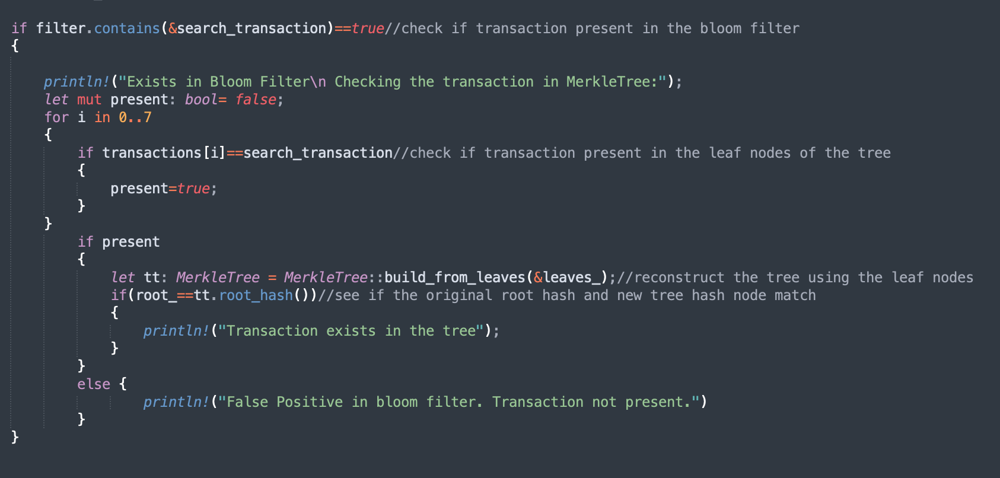 if filter.contains(&search_transaction)==true//check if transaction present in the bloom filter
{
println!("Exists in Bloom Filter\n Checking the transaction in MerkleTree:");
let mut present: bool= false;
for i in 0..7
{
if transactions[i]==search_transaction//check if transaction present in the leaf nodes of the tree
{
present=true;
}
}
if present
{
let tt: MerkleTree = MerkleTree::build_from_leaves(&leaves_);//reconstruct the tree using the leaf nodes
if(root_==tt.root_hash())//see if the original root hash and new tree hash node match
{
println!("Transaction exists in the tree");
}
}
else {
println!("False Positive in bloom filter. Transaction not present.")
}
}